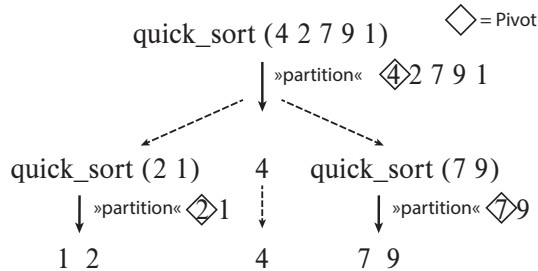 = Pivot
quick_sort (4 2 7 9 1)
»partition« 4 2 7 9 1
quick_sort (2 1) 4 quick_sort (7 9)
»partition« 2 1 »partition« 7 9
1 2 4 7 9